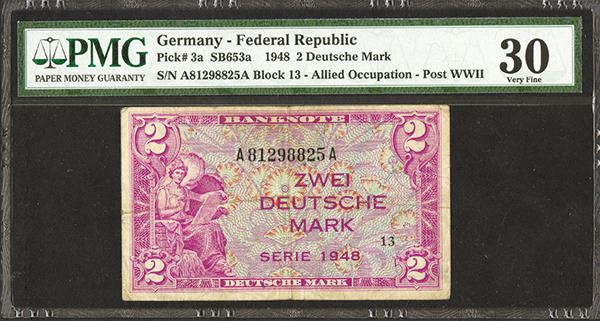 PMG
PAPER MONEY GUARANTY
Germany - Federal Republic
Pick# 3a SB653a 1948 2 Deutsche Mark
S/N A81298825A Block 13 - Allied Occupation - Post WWII
30
Very Fine
2 BANKNOTE 2
A81298825A
ZWEI
DEUTSCHE
MARK
13
SERIE 1948
2 DEUTSCHE MARK 2